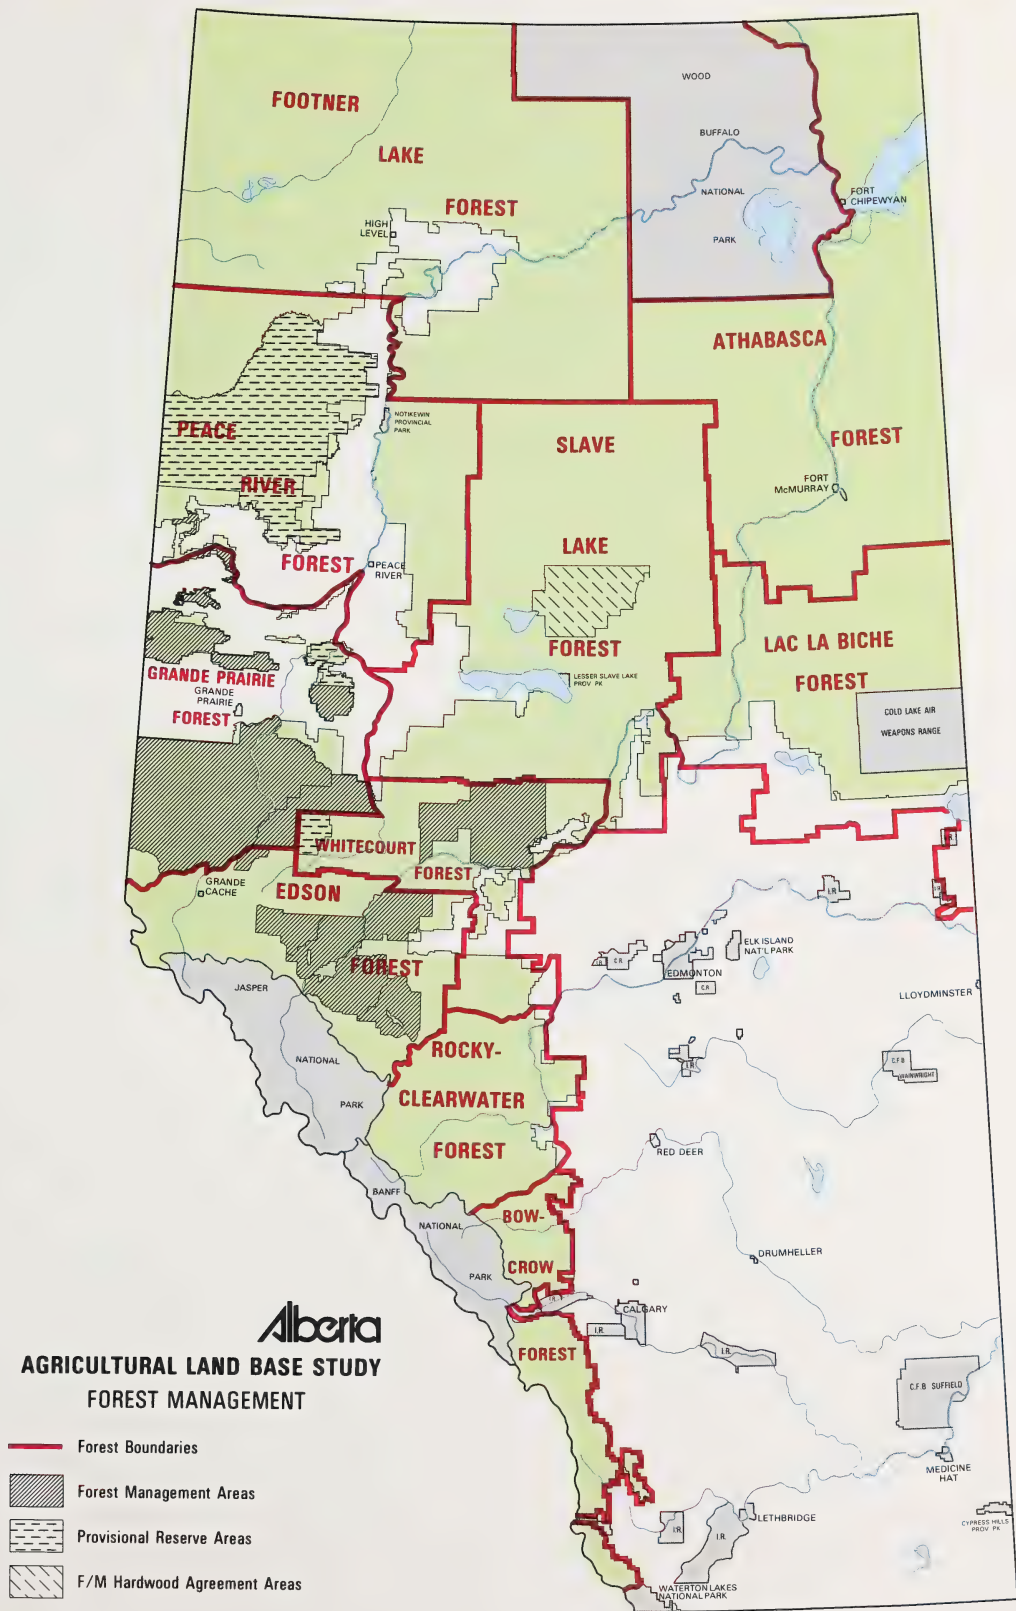 FOOTNER
LAKE
FOREST
WOOD
BUFFALO
NATIONAL
PARK
FORT
CHIPEWYAN
HIGH
LEVEL
ATHABASCA
FOREST
FORT
McMURRAY
NOTIKEWIN
PROVINCIAL
PARK
PEACE
RIVER
FOREST
PEACE
RIVER
SLAVE
LAKE
FOREST
LESSER SLAVE LAKE
PROV PK
LAC LA BICHE
FOREST
COLD LAKE AIR
WEAPONS RANGE
GRANDE PRAIRIE
GRANDE
PRAIRIE
FOREST
WHITECOURT
FOREST
GRANDE
CACHE
EDSON
FOREST
I.R.
I.R.
I.R.
ELK ISLAND
NAT'L PARK
I.R.
C.R.
EDMONTON
C.R.
LLOYDMINSTER
JASPER
NATIONAL
PARK
ROCKY-
CLEARWATER
FOREST
I.R.
C.F.B
WAINWRIGHT
RED DEER
BANFF
NATIONAL
PARK
BOW-
CROW
FOREST
DRUMHELLER
I.R.
CALGARY
I.R.
I.R.
C.F.B SUFFIELD
MEDICINE
HAT
LETHBRIDGE
I.R.
I.R.
CYPRESS HILLS
PROV PK
WATERTON LAKES
NATIONAL PARK
Alberta
AGRICULTURAL LAND BASE STUDY
FOREST MANAGEMENT
Forest Boundaries
Forest Management Areas
Provisional Reserve Areas
F/M Hardwood Agreement Areas